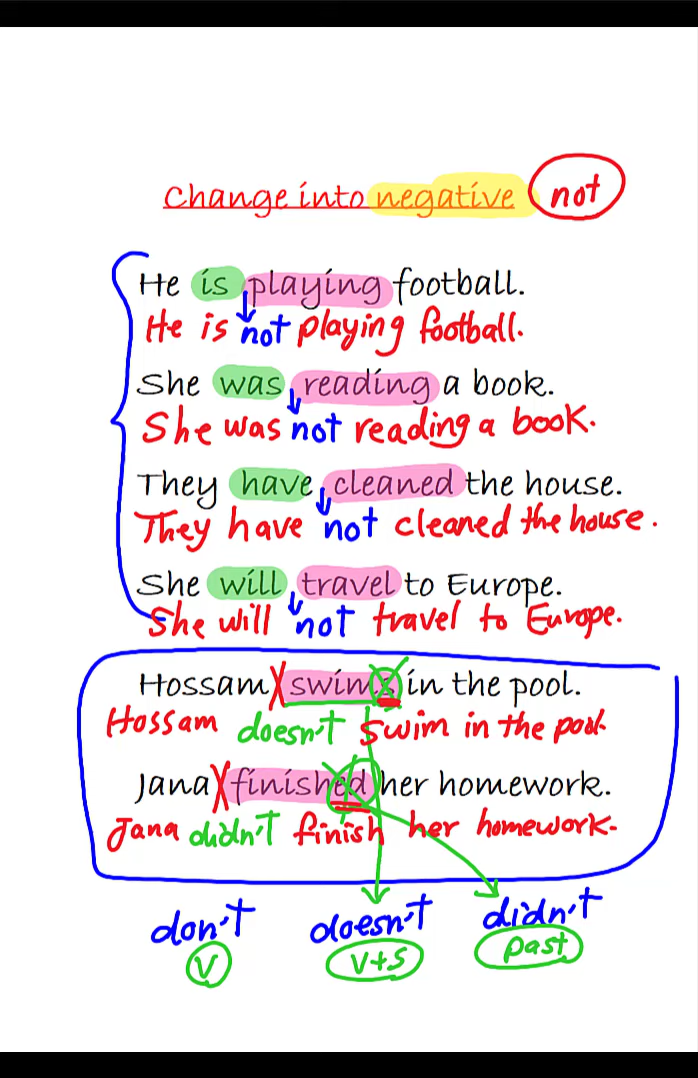 Change into negative not
He is playing football.
He is not playing football.
She was reading a book.
She was not reading a book.
They have cleaned the house.
They have not cleaned the house.
She will travel to Europe.
She will not travel to Europe.
Hossam swims in the pool.
Hossam doesn't swim in the pool.
Jana finished her homework.
Jana didn't finish her homework.
don't doesn't didn't
V V+S past